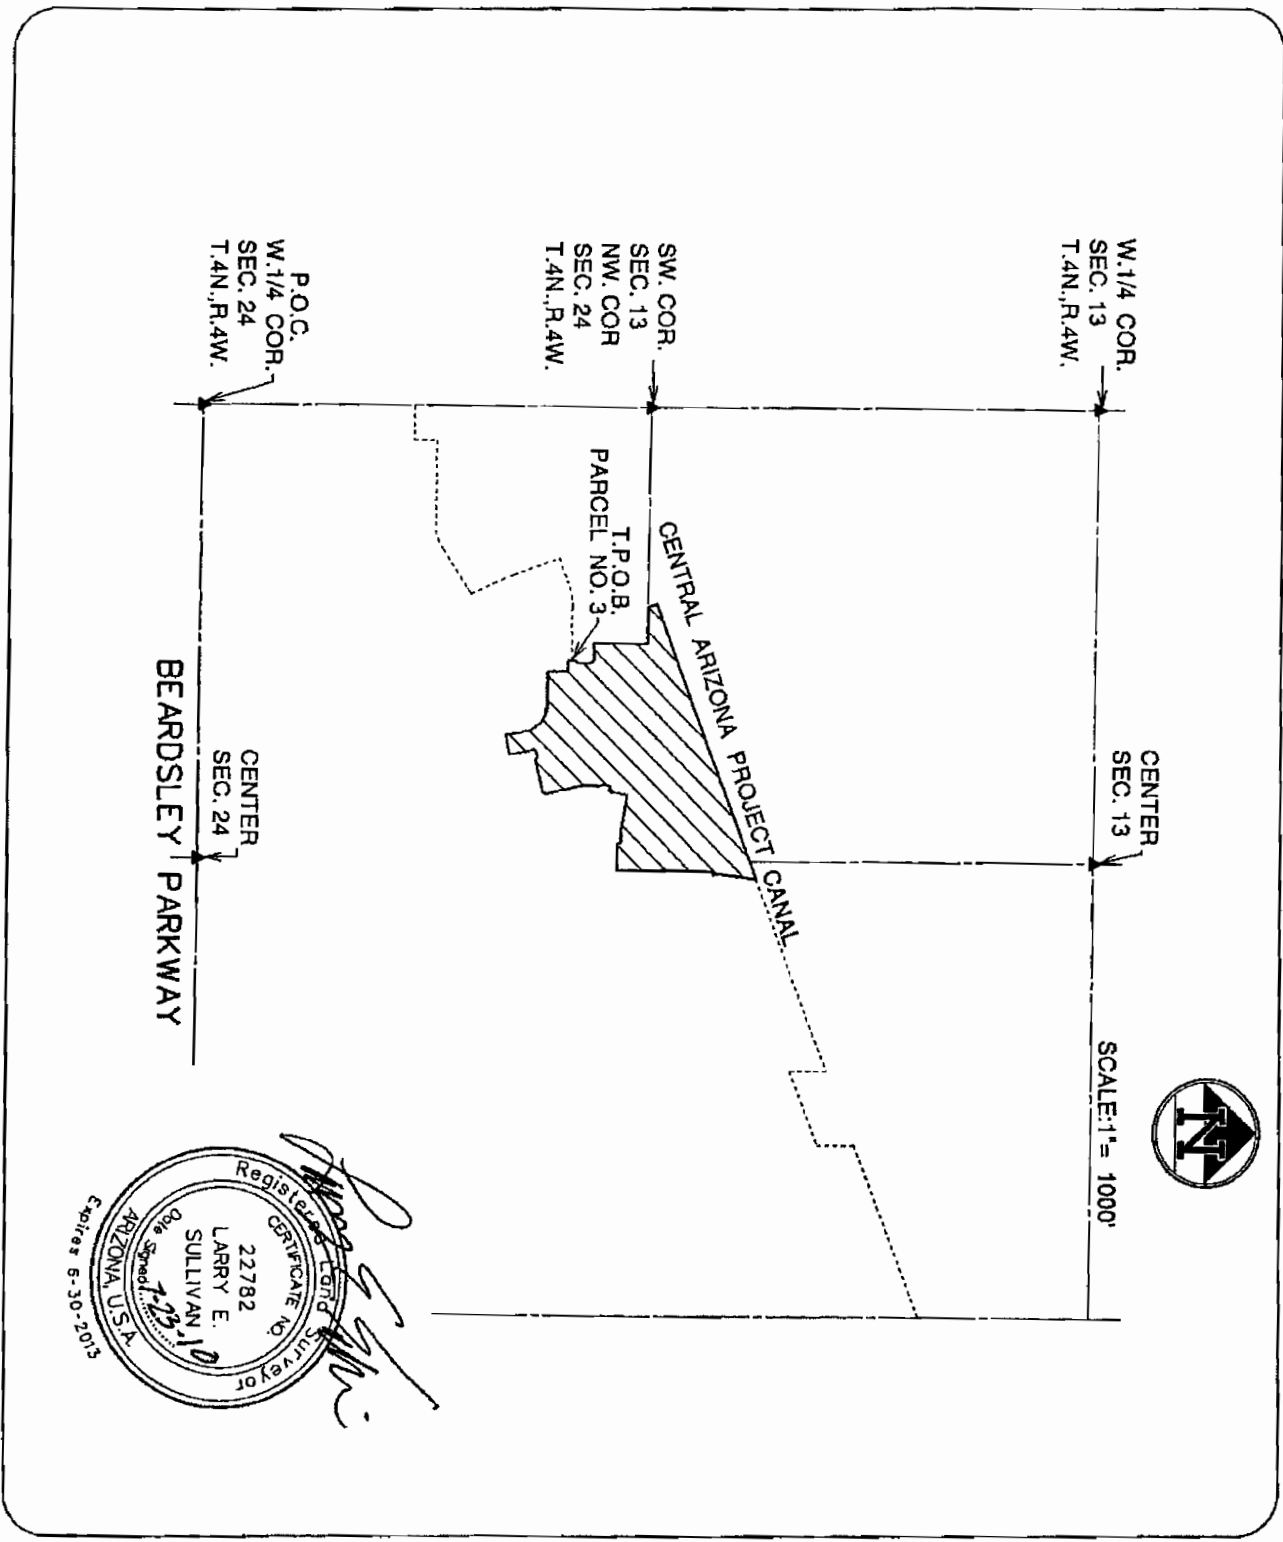 W.1/4 COR.
SEC. 13
T.4N.,R.4W.
CENTER
SEC. 13
SCALE:1"= 1000'
N
SW. COR.
SEC. 13
NW. COR
SEC. 24
T.4N.,R.4W.
CENTRAL ARIZONA PROJECT CANAL
T.P.O.B.
PARCEL NO. 3
P.O.C.
W.1/4 COR.
SEC. 24
T.4N.,R.4W.
CENTER
SEC. 24
BEARDSLEY PARKWAY
Registered Land Surveyor
CERTIFICATE NO.
22782
LARRY E.
SULLIVAN
Date Signed 7-23-10
ARIZONA, U.S.A.
Expires 6-30-2013